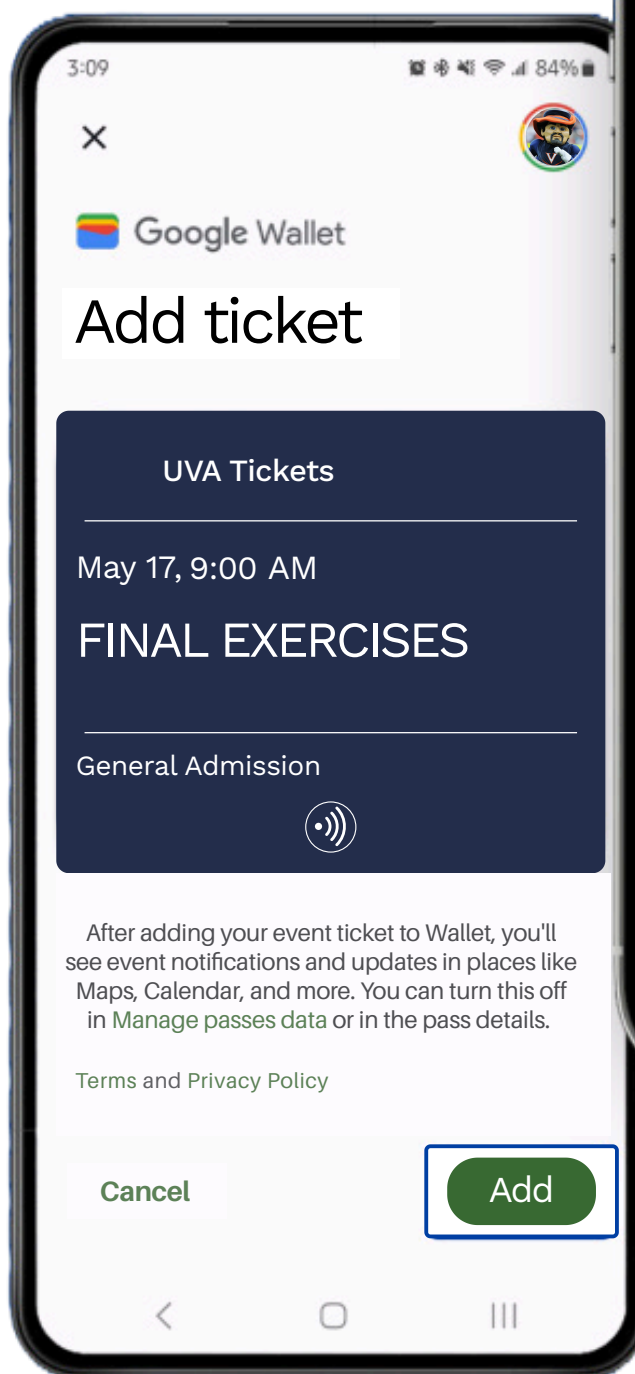 3:09
84%
Google Wallet
Add ticket
UVA Tickets
May 17, 9:00 AM
FINAL EXERCISES
General Admission
After adding your event ticket to Wallet, you'll
see event notifications and updates in places like
Maps, Calendar, and more. You can turn this off
in Manage passes data or in the pass details.
Terms and Privacy Policy
Cancel
Add